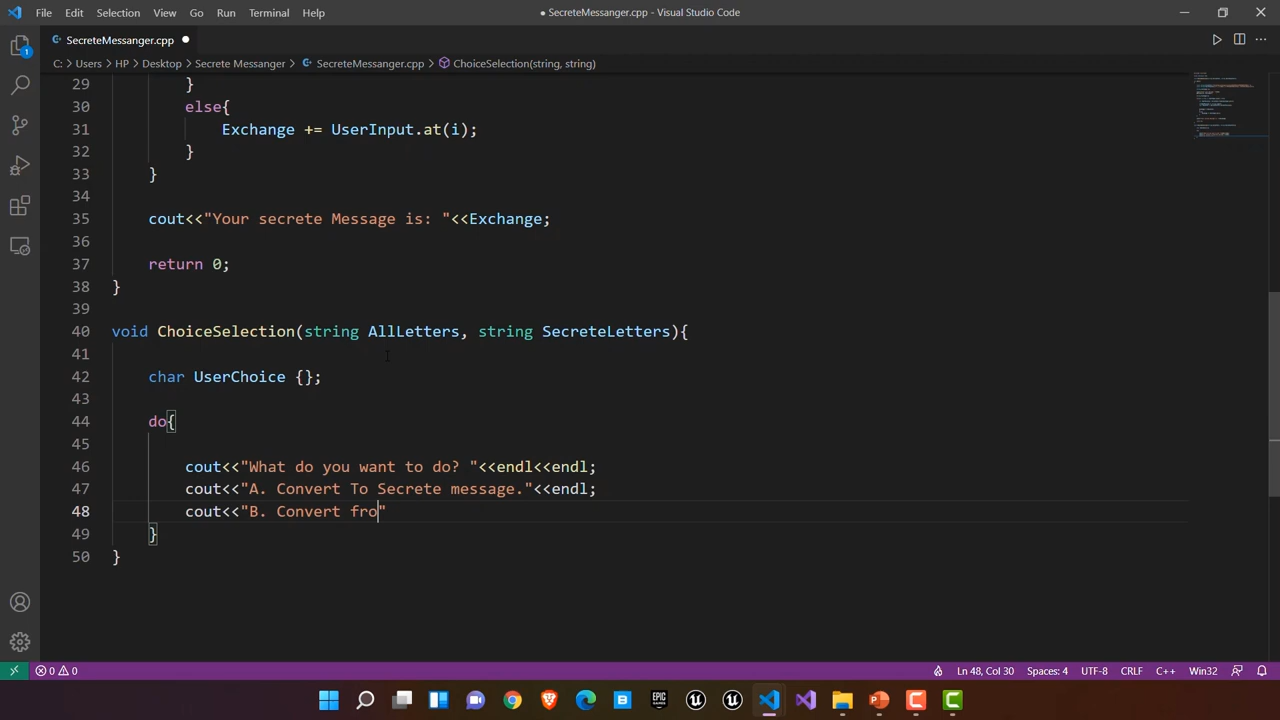 File Edit Selection View Go Run Terminal Help
● SecreteMessanger.cpp - Visual Studio Code
SecreteMessanger.cpp ●
C: > Users > HP > Desktop > Secrete Messanger > SecreteMessanger.cpp > ChoiceSelection(string, string)
29 }
30 else{
31 Exchange += UserInput.at(i);
32 }
33 }
34
35 cout<<"Your secrete Message is: "<<Exchange;
36
37 return 0;
38 }
39
40 void ChoiceSelection(string AllLetters, string SecreteLetters){
41
42 char UserChoice {};
43
44 do{
45
46 cout<<"What do you want to do? "<<endl<<endl;
47 cout<<"A. Convert To Secrete message."<<endl;
48 cout<<"B. Convert fro"
49 }
50 }
1
0 0 Ln 48, Col 30 Spaces: 4 UTF-8 CRLF C++ Win32